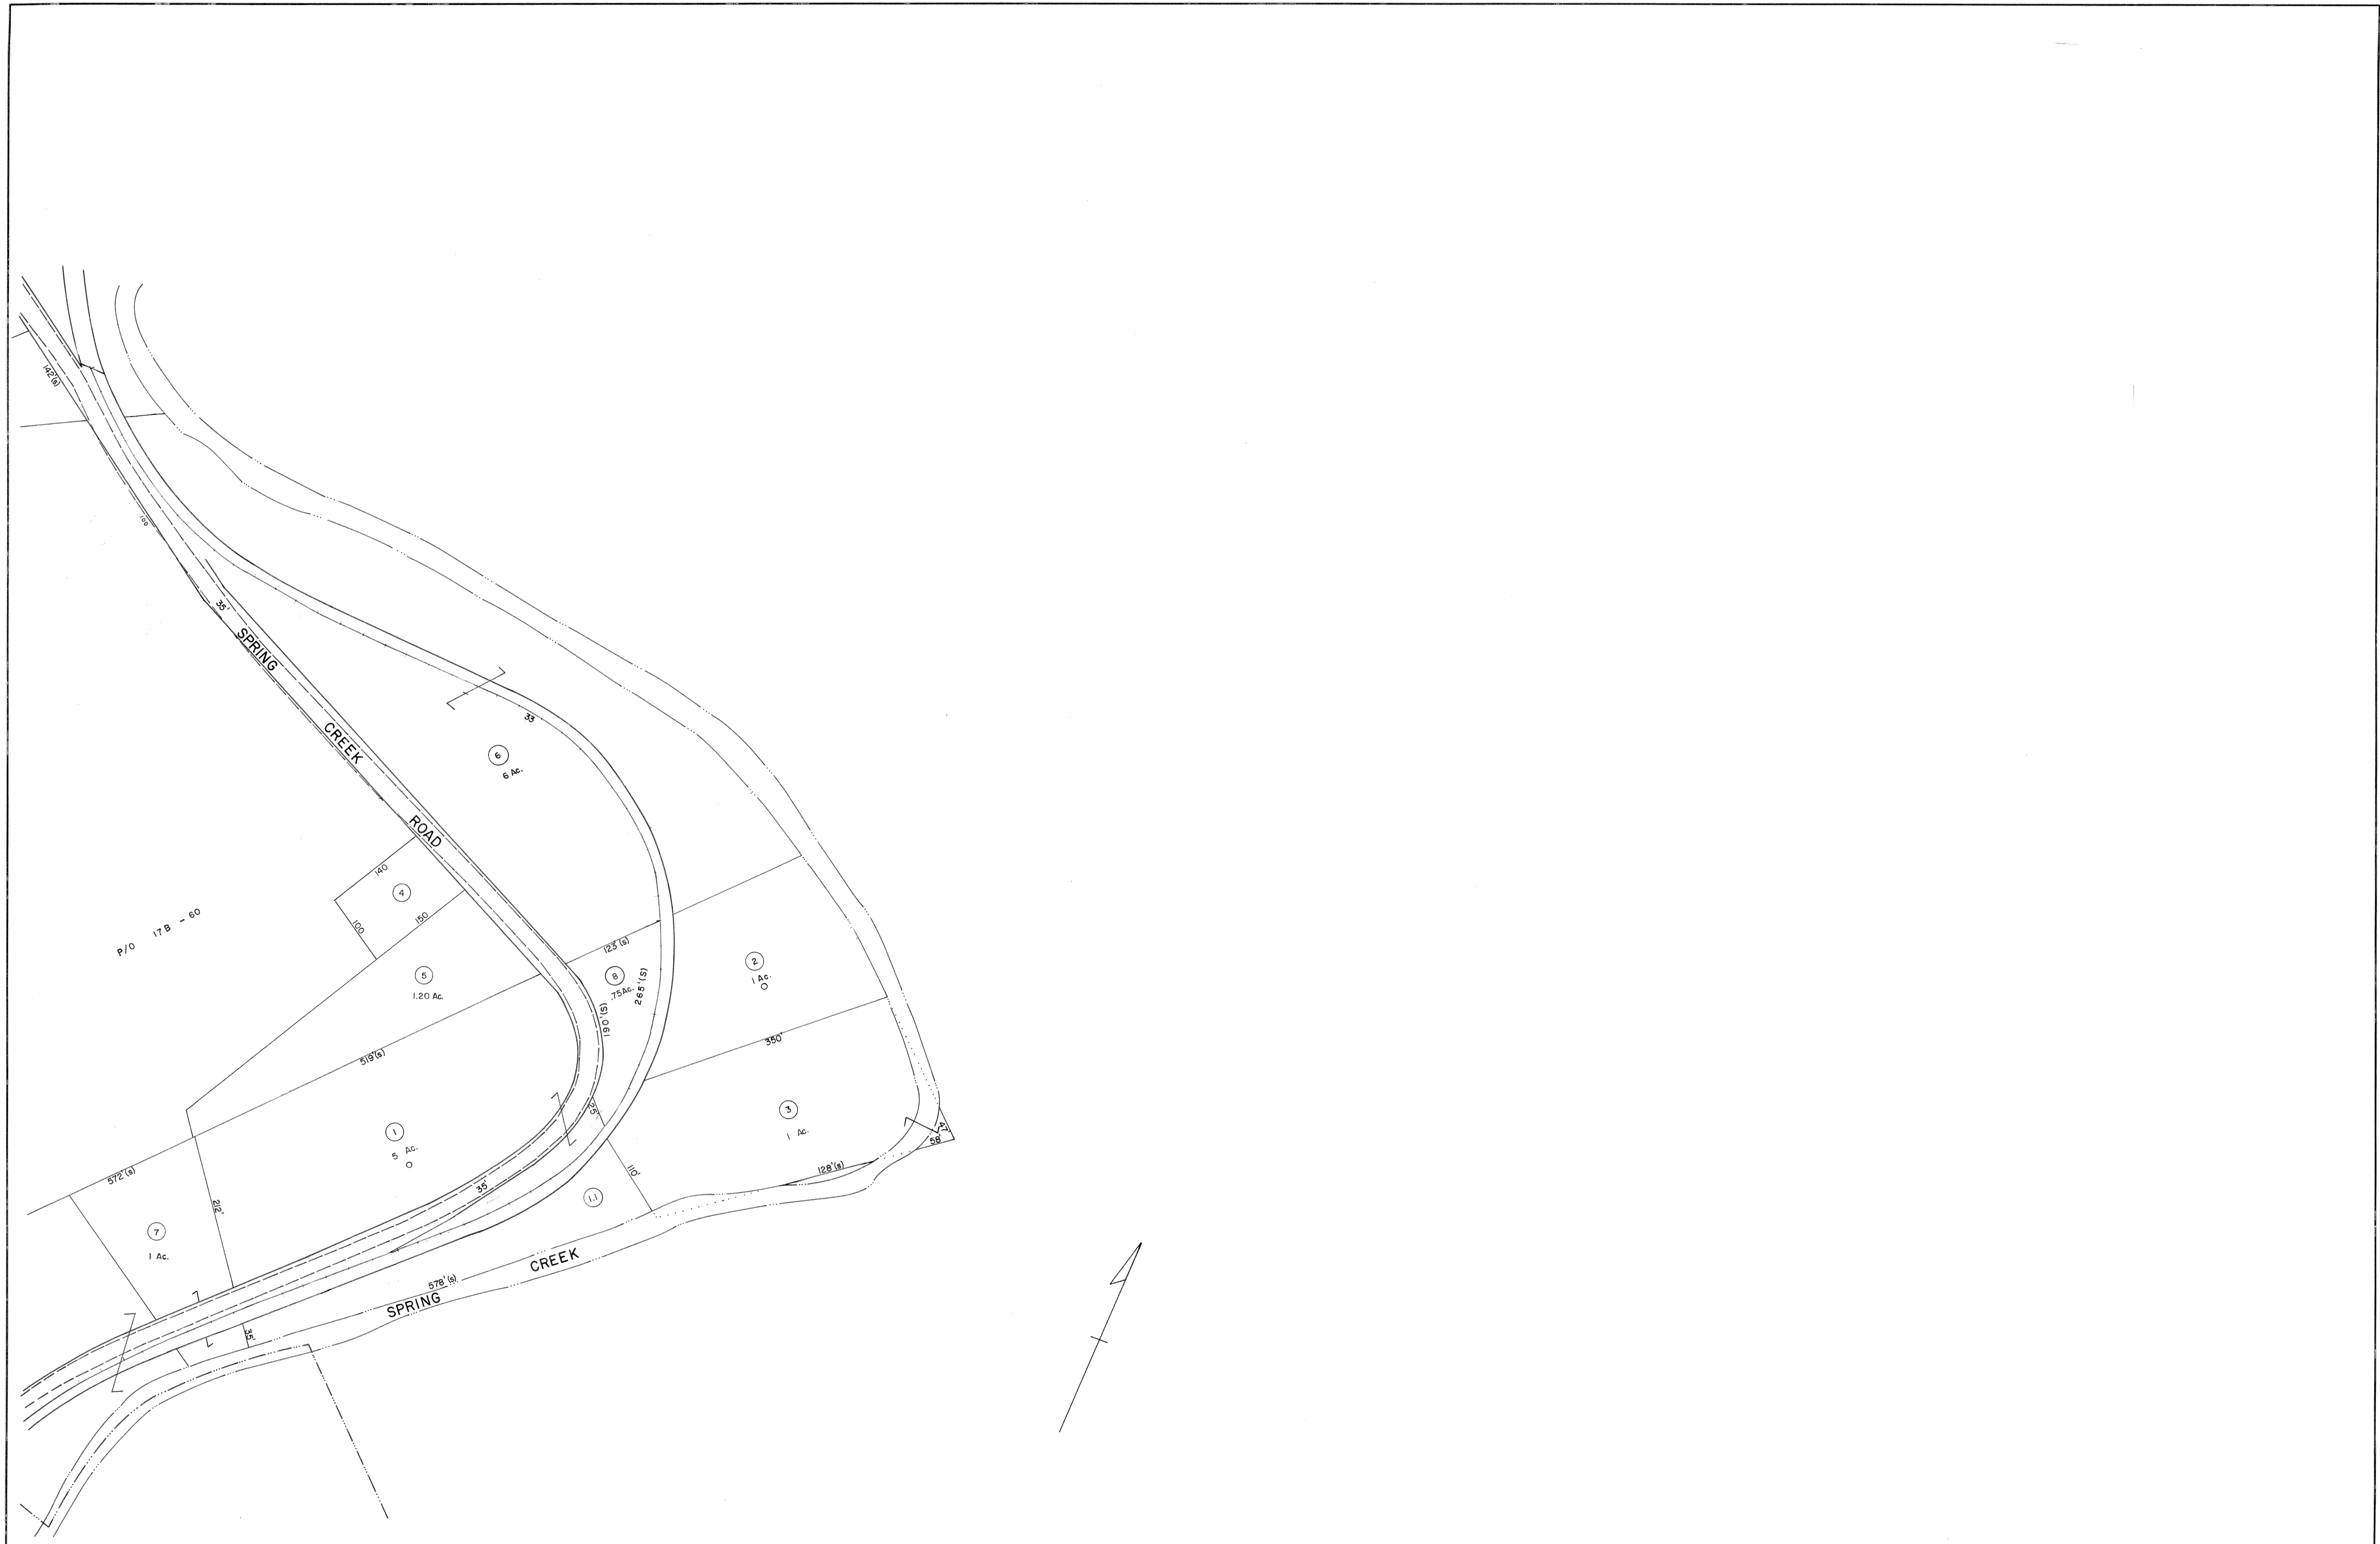 142'(s)
100
35'
SPRING
CREEK
ROAD
33
6
6 Ac.
140
4
100
150
P/O 17B - 60
5
1.20 Ac.
123'(s)
8
.75Ac.
265'(S)
190'(S)
2
1 Ac.
350'
519'(s)
1
5 Ac.
25'
3
1 Ac.
47'
58'
128'(s)
110'
1.1
35'
572'(s)
212'
7
1 Ac.
35'
578'(s)
SPRING
CREEK